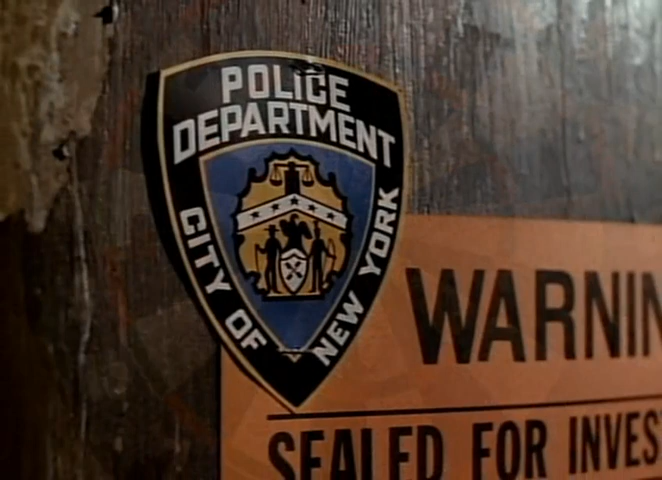 POLICE
DEPARTMENT
CITY OF
NEW YORK
WARNIN
SEALED FOR INVES